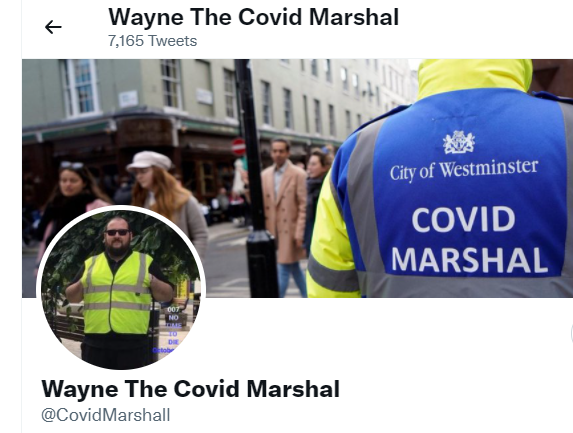 Wayne The Covid Marshal
7,165 Tweets
City of Westminster
COVID
MARSHAL
007
NO
TIME
TO
DIE
Wayne The Covid Marshal
@CovidMarshall